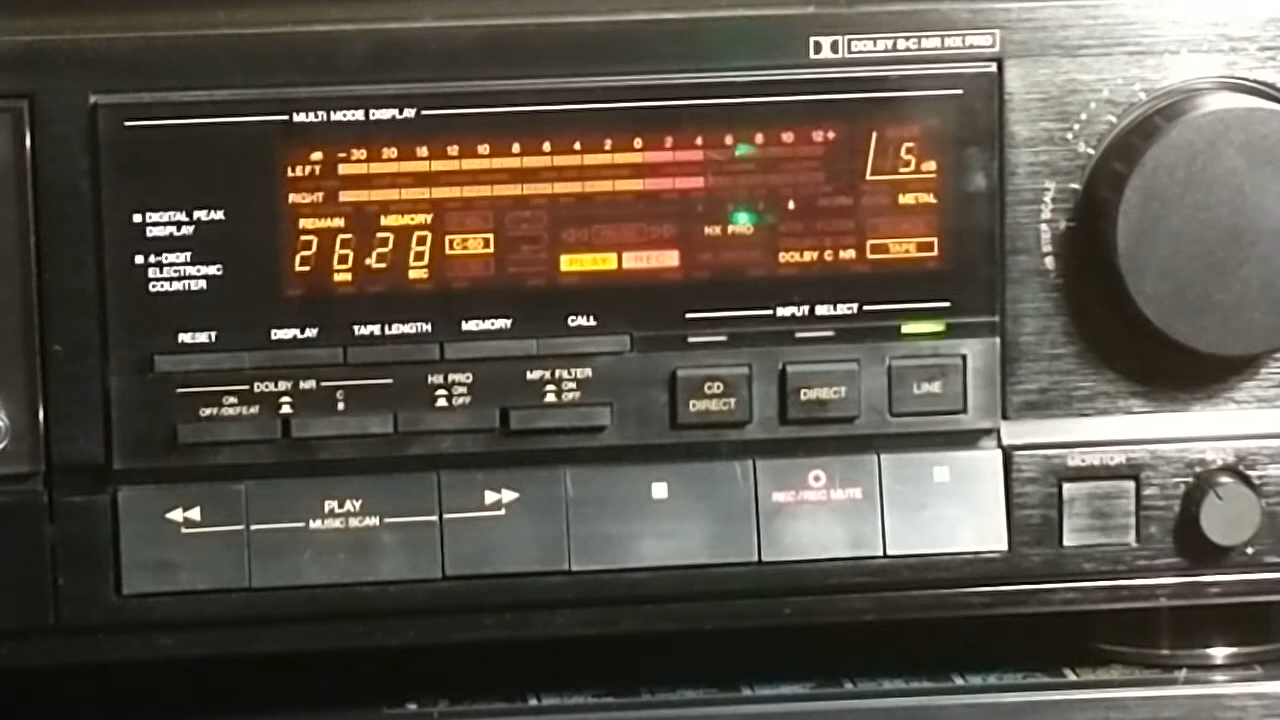 DOLBY B-C NR HX PRO
MULTI MODE DISPLAY
dB -30 20 15 12 10 8 6 4 2 0 2 4 6 8 10 12+
LEFT
5 dB
RIGHT
METAL
DIGITAL PEAK
DISPLAY
REMAIN MEMORY
26.28
MIN SEC
C-60
HX PRO
PLAY REC
DOLBY C NR
TAPE
4-DIGIT
ELECTRONIC
COUNTER
INPUT SELECT
RESET DISPLAY TAPE LENGTH MEMORY CALL
DOLBY NR
ON
OFF/DEFEAT
C
B
HX PRO
ON
OFF
MPX FILTER
ON
OFF
CD
DIRECT
DIRECT
LINE
MONITOR
PLAY
MUSIC SCAN
REC/REC MUTE